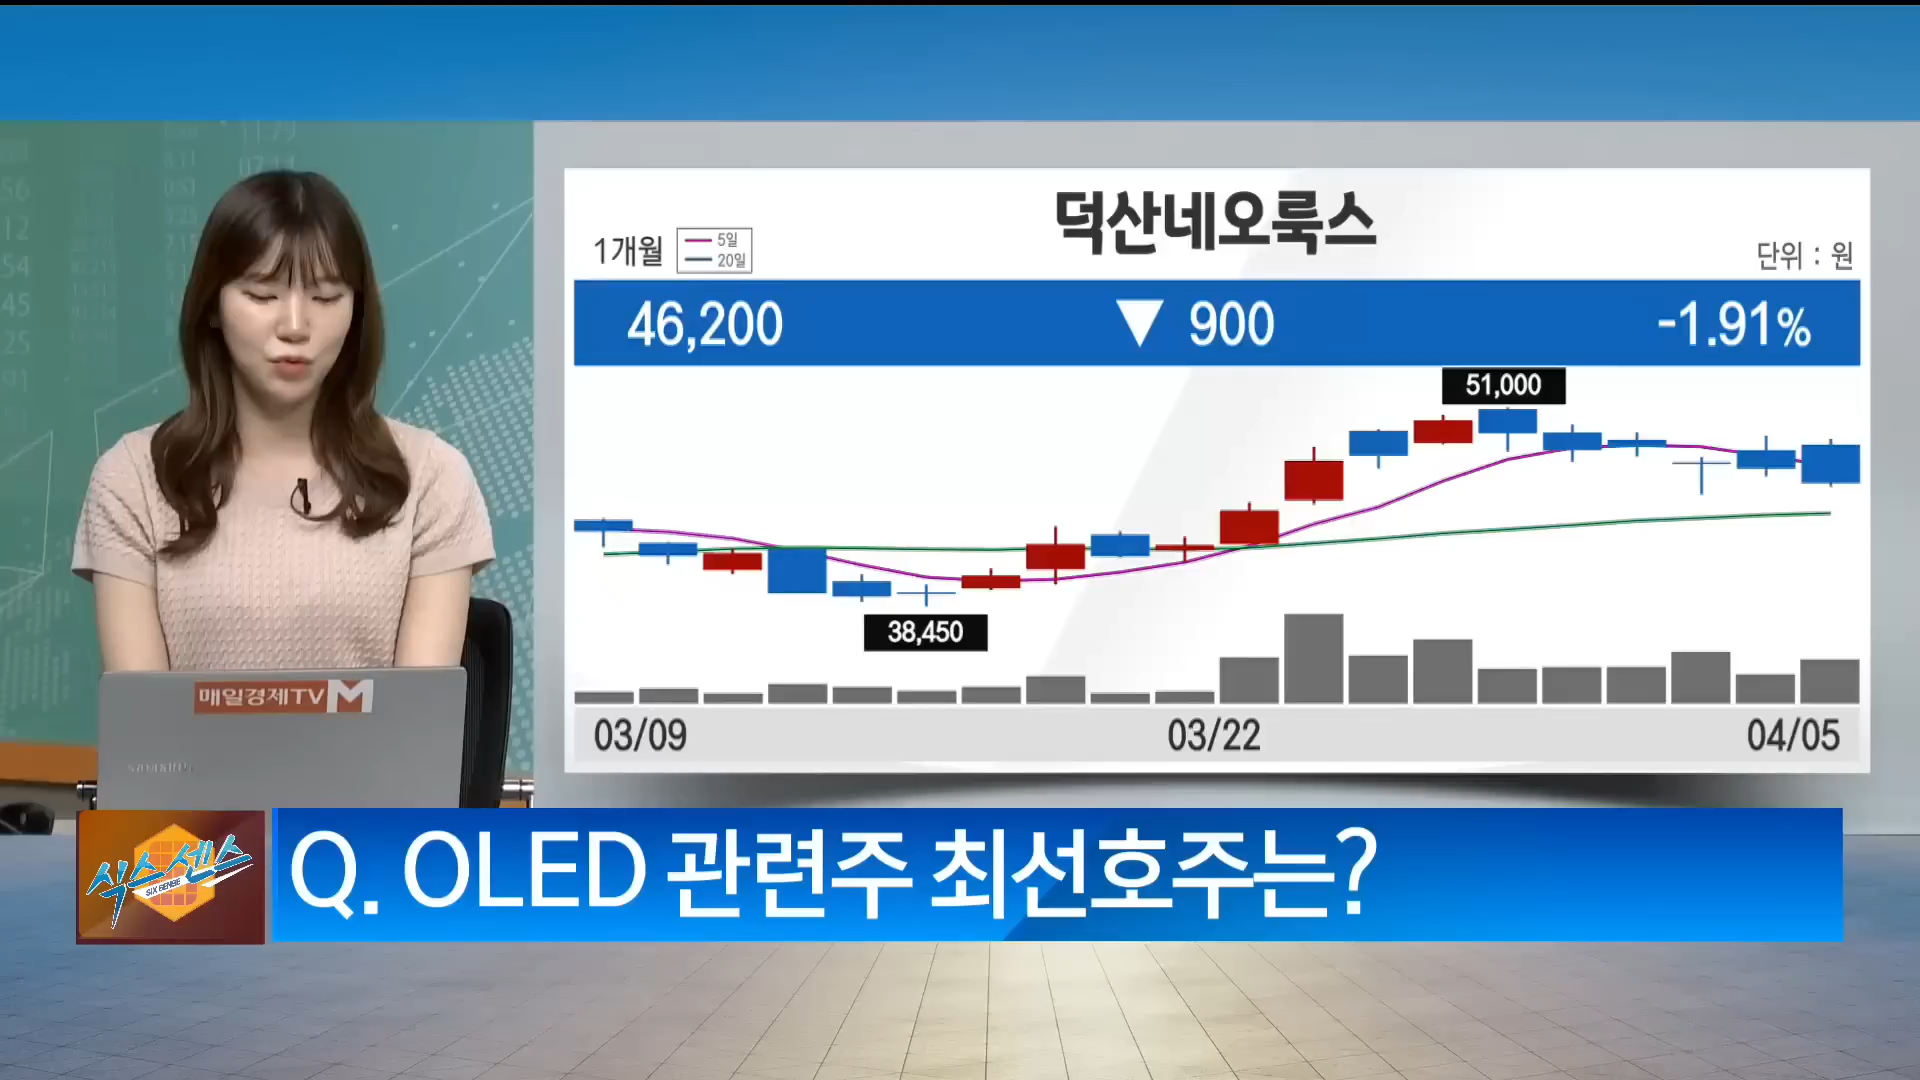 덕산네오룩스
1개월
5일
20일
단위 : 원
46,200 ▼ 900 -1.91%
51,000
38,450
03/09 03/22 04/05
매일경제TV M
식스센스
SIX SENSE
Q. OLED 관련주 최선호주는?